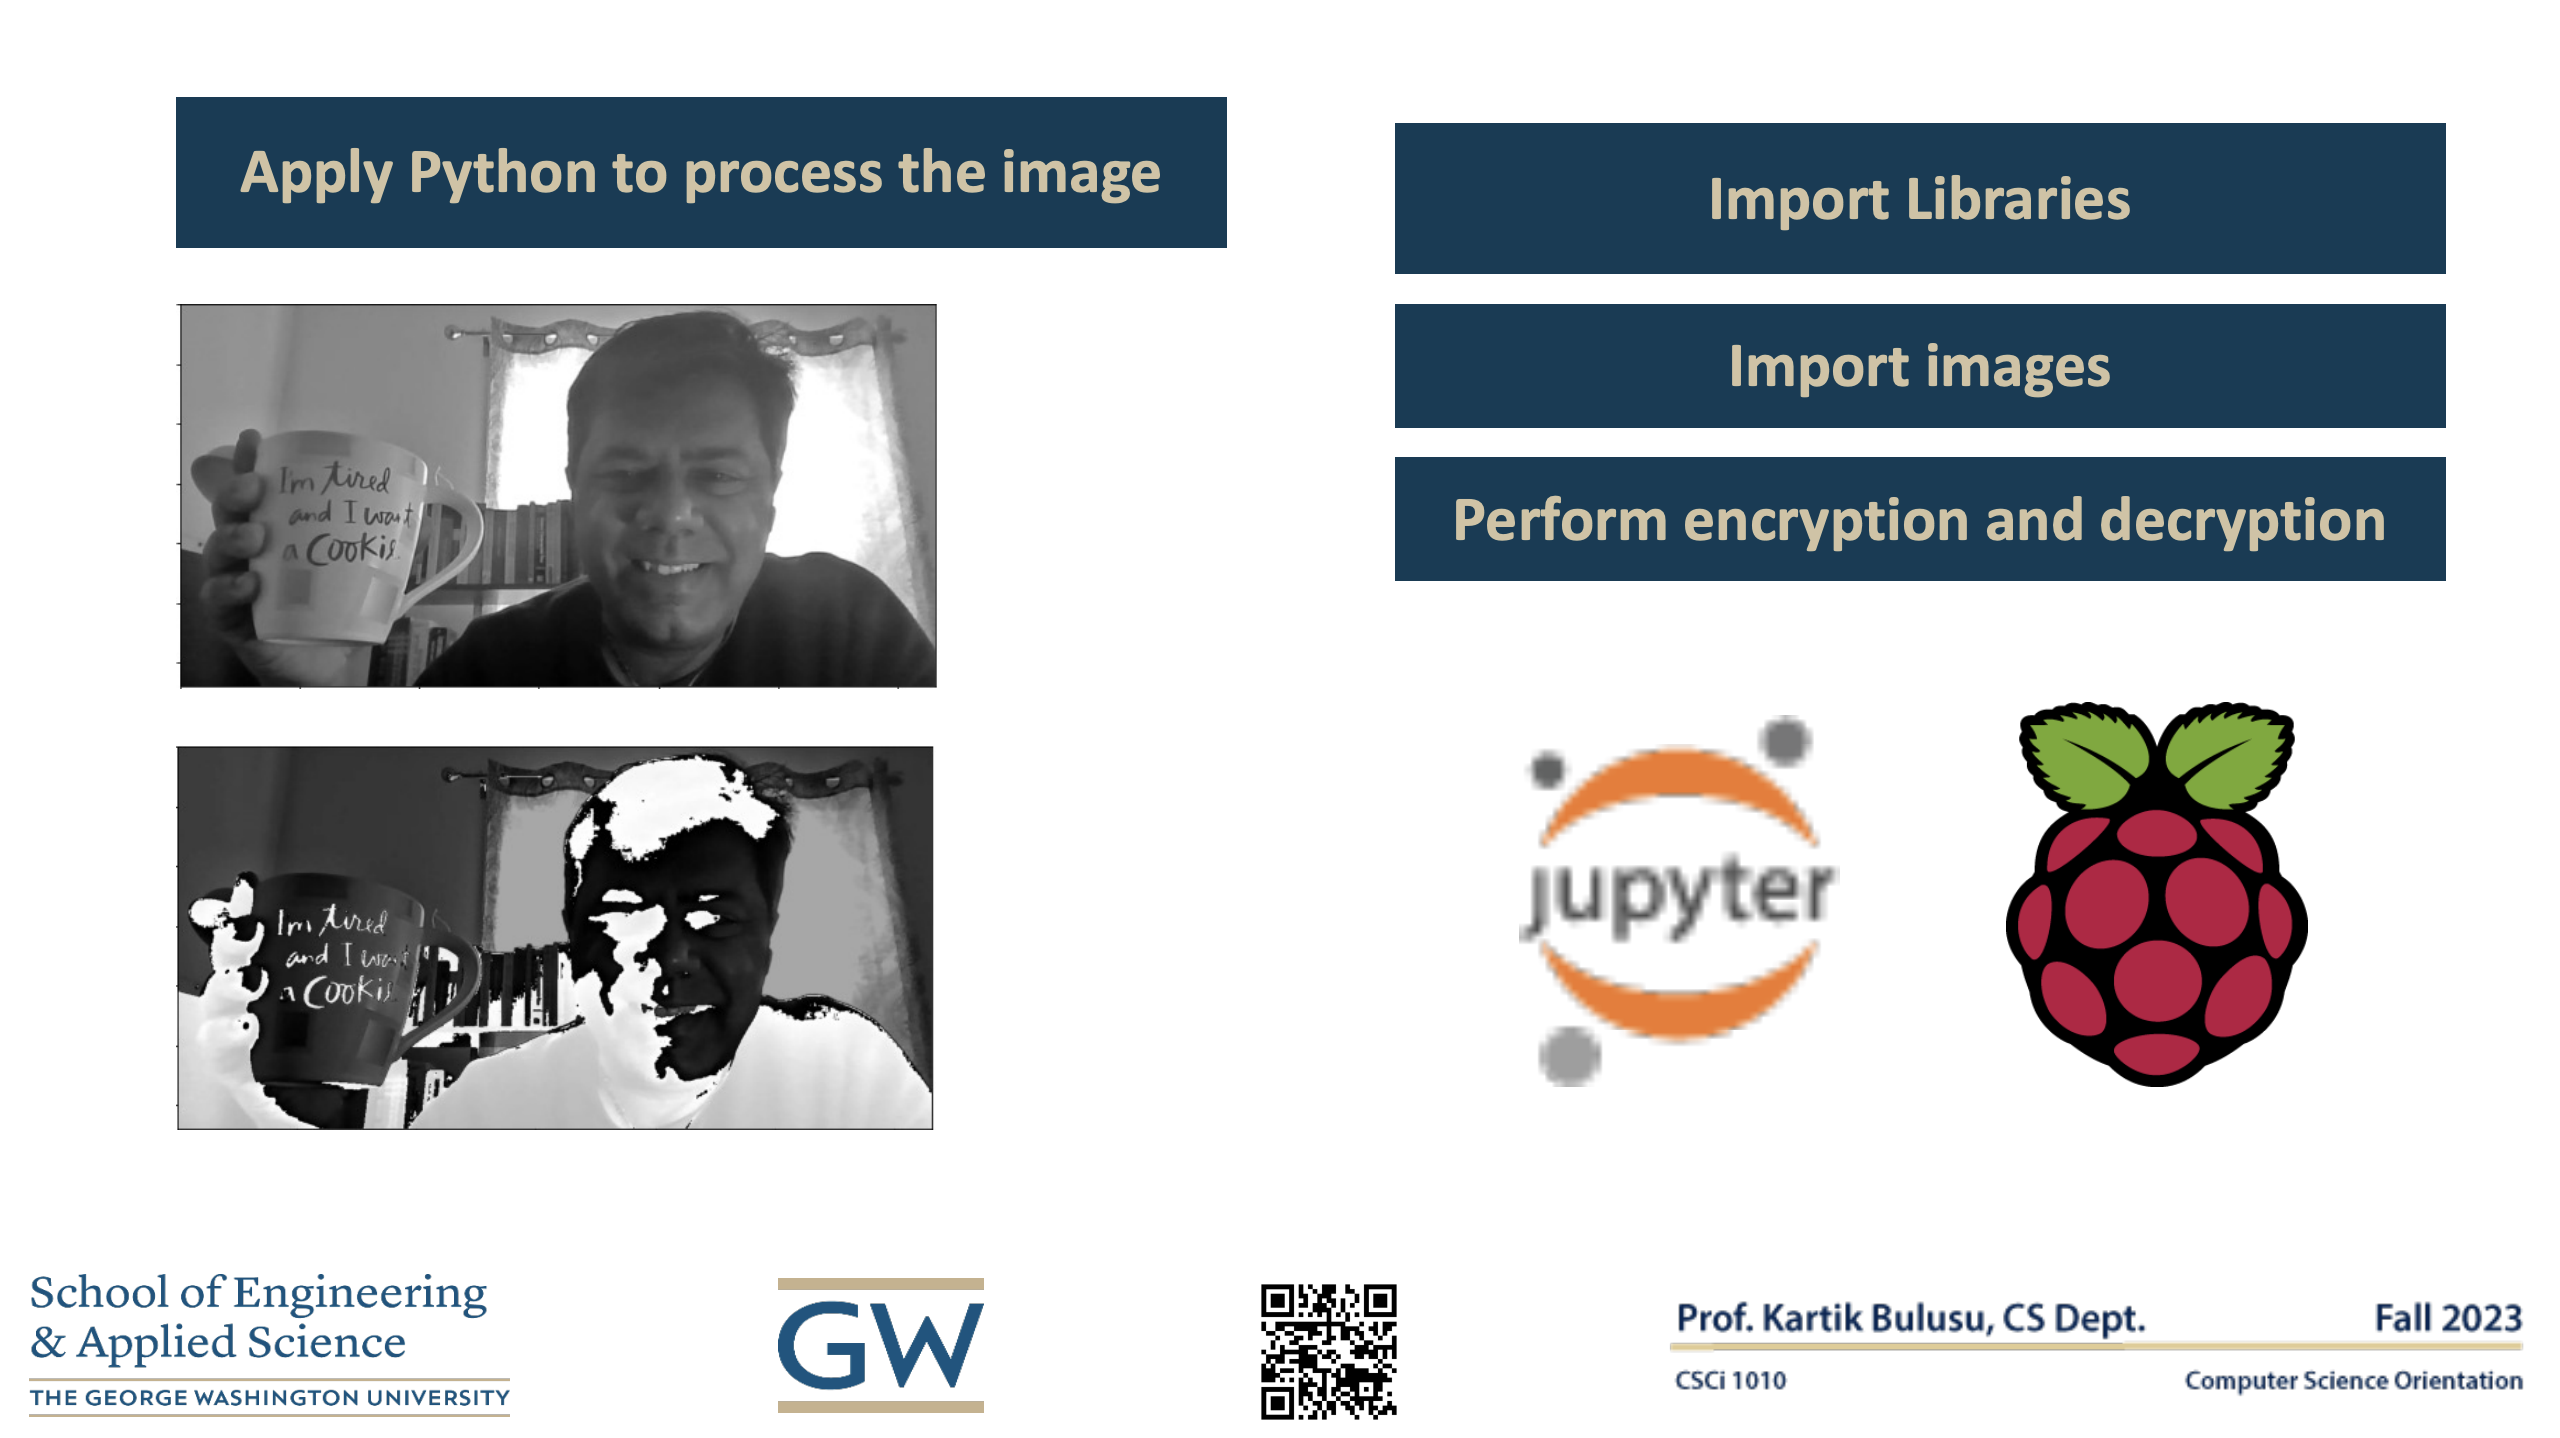 Apply Python to process the image
I'm tired
and I want
a Cookie
I'm tired
and I wa
a Cookie
Import Libraries
Import images
Perform encryption and decryption
jupyter
School of Engineering
& Applied Science
THE GEORGE WASHINGTON UNIVERSITY
GW
Prof. Kartik Bulusu, CS Dept.
Fall 2023
CSCi 1010
Computer Science Orientation